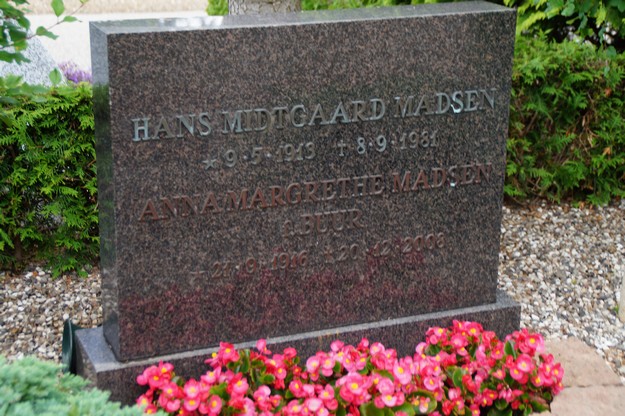 HANS MIDTGAARD MADSEN
* 9.5.1913 † 8.9.1981
ANNA MARGRETHE MADSEN
F. BUUR
* 27.9.1916 † 20.12.2008